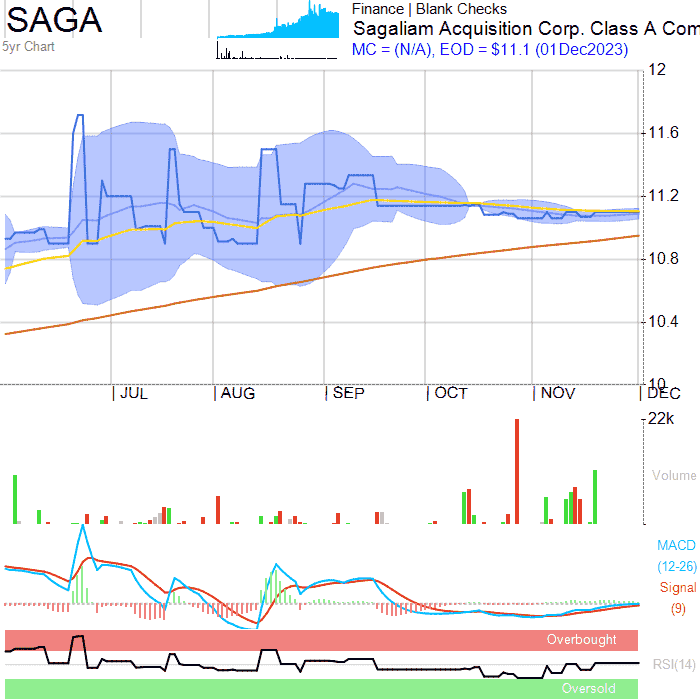 SAGA
5yr Chart
Finance | Blank Checks
Sagaliam Acquisition Corp. Class A Com
MC = (N/A), EOD = $11.1 (01Dec2023)
12
11.6
11.2
10.8
10.4
10
JUL
AUG
SEP
OCT
NOV
DEC
22k
Volume
MACD
(12-26)
Signal
(9)
Overbought
RSI(14)
Oversold